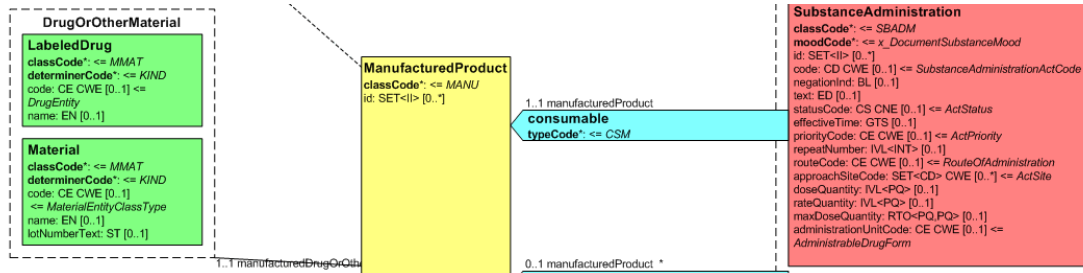 DrugOrOtherMaterial
LabeledDrug
classCode*: <= MMAT
determinerCode*: <= KIND
code: CE CWE [0..1] <=
DrugEntity
name: EN [0..1]
Material
classCode*: <= MMAT
determinerCode*: <= KIND
code: CE CWE [0..1]
<= MaterialEntityClassType
name: EN [0..1]
lotNumberText: ST [0..1]
1..1 manufacturedDrugOrOthe
ManufacturedProduct
classCode*: <= MANU
id: SET<II> [0..*]
1..1 manufacturedProduct
consumable
typeCode*: <= CSM
0..1 manufacturedProduct *
SubstanceAdministration
classCode*: <= SBADM
moodCode*: <= x_DocumentSubstanceMood
id: SET<II> [0..*]
code: CD CWE [0..1] <= SubstanceAdministrationActCode
negationInd: BL [0..1]
text: ED [0..1]
statusCode: CS CNE [0..1] <= ActStatus
effectiveTime: GTS [0..1]
priorityCode: CE CWE [0..1] <= ActPriority
repeatNumber: IVL<INT> [0..1]
routeCode: CE CWE [0..1] <= RouteOfAdministration
approachSiteCode: SET<CD> CWE [0..*] <= ActSite
doseQuantity: IVL<PQ> [0..1]
rateQuantity: IVL<PQ> [0..1]
maxDoseQuantity: RTO<PQ,PQ> [0..1]
administrationUnitCode: CE CWE [0..1] <=
AdministrableDrugForm